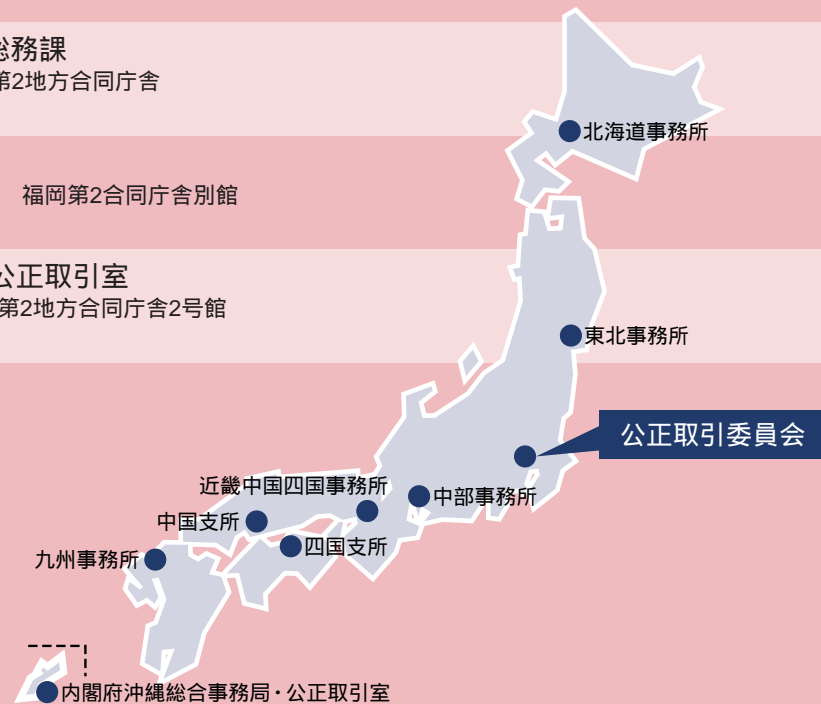 総務課
第2地方合同庁舎
福岡第2合同庁舎別館
公正取引室
第2地方合同庁舎2号館
北海道事務所
東北事務所
公正取引委員会
近畿中国四国事務所
中部事務所
中国支所
四国支所
九州事務所
内閣府沖縄総合事務局・公正取引室